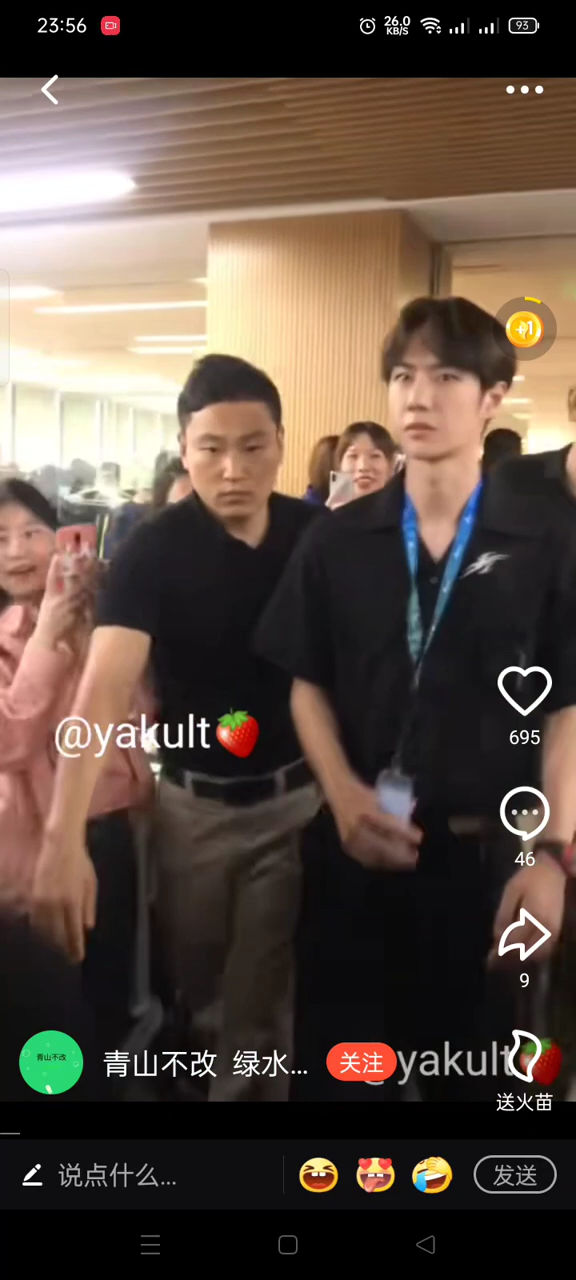 23:56
26.0
KB/S
93
+1
@yakult🍓
695
46
9
青山不改
青山不改 绿水...
关注
@yakult🍓
送火苗
说点什么...
发送